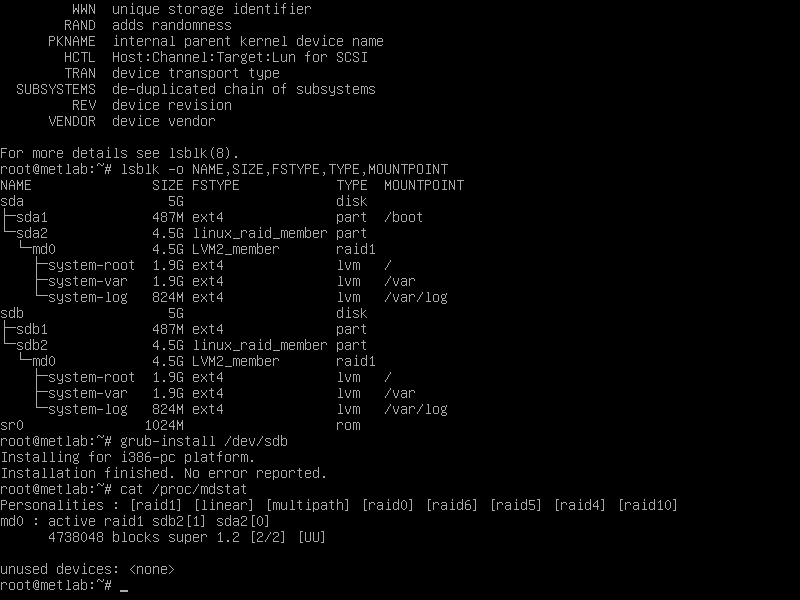 WWN  unique storage identifier
RAND  adds randomness
PKNAME  internal parent kernel device name
HCTL  Host:Channel:Target:Lun for SCSI
TRAN  device transport type
SUBSYSTEMS  de-duplicated chain of subsystems
REV  device revision
VENDOR  device vendor

For more details see lsblk(8).
root@metlab:~# lsblk -o NAME,SIZE,FSTYPE,TYPE,MOUNTPOINT
NAME               SIZE FSTYPE            TYPE  MOUNTPOINT
sda                  5G                   disk
├─sda1             487M ext4              part  /boot
└─sda2             4.5G linux_raid_member part
  └─md0            4.5G LVM2_member       raid1
    ├─system-root  1.9G ext4              lvm   /
    ├─system-var   1.9G ext4              lvm   /var
    └─system-log   824M ext4              lvm   /var/log
sdb                  5G                   disk
├─sdb1             487M ext4              part
└─sdb2             4.5G linux_raid_member part
  └─md0            4.5G LVM2_member       raid1
    ├─system-root  1.9G ext4              lvm   /
    ├─system-var   1.9G ext4              lvm   /var
    └─system-log   824M ext4              lvm   /var/log
sr0               1024M                   rom
root@metlab:~# grub-install /dev/sdb
Installing for i386-pc platform.
Installation finished. No error reported.
root@metlab:~# cat /proc/mdstat
Personalities : [raid1] [linear] [multipath] [raid0] [raid6] [raid5] [raid4] [raid10]
md0 : active raid1 sdb2[1] sda2[0]
      4738048 blocks super 1.2 [2/2] [UU]

unused devices: <none>
root@metlab:~# _